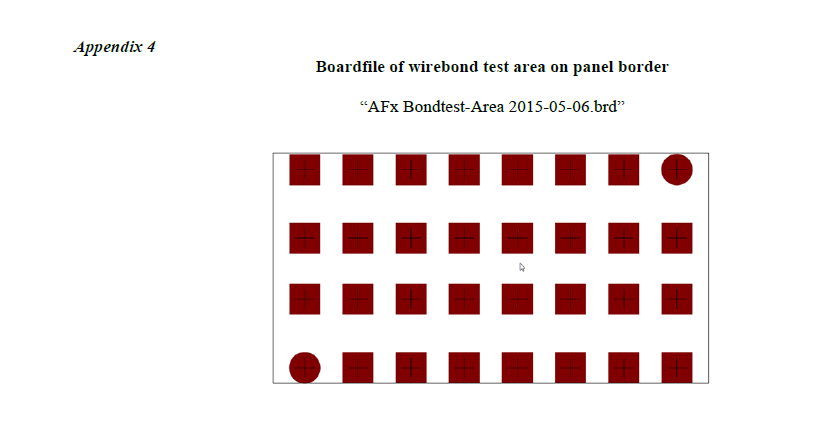 Appendix 4
Boardfile of wirebond test area on panel border
“AFx Bondtest-Area 2015-05-06.brd”